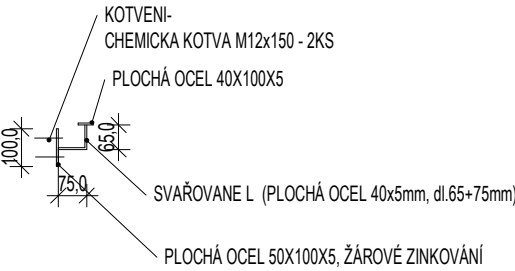 KOTVENI-
CHEMICKA KOTVA M12x150 - 2KS
PLOCHÁ OCEL 40X100X5
100,0
65,0
75,0
SVAŘOVANE L (PLOCHÁ OCEL 40x5mm, dl.65+75mm)
PLOCHÁ OCEL 50X100X5, ŽÁROVÉ ZINKOVÁNÍ